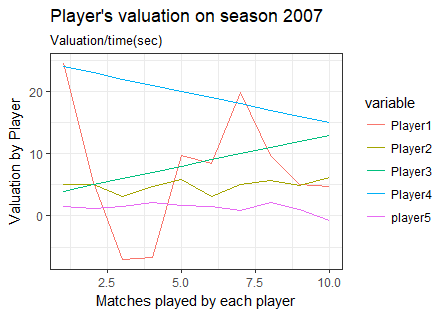 Player's valuation on season 2007
Valuation/time(sec)
Valuation by Player
20
10
0
2.5
5.0
7.5
10.0
Matches played by each player
variable
Player1
Player2
Player3
Player4
player5